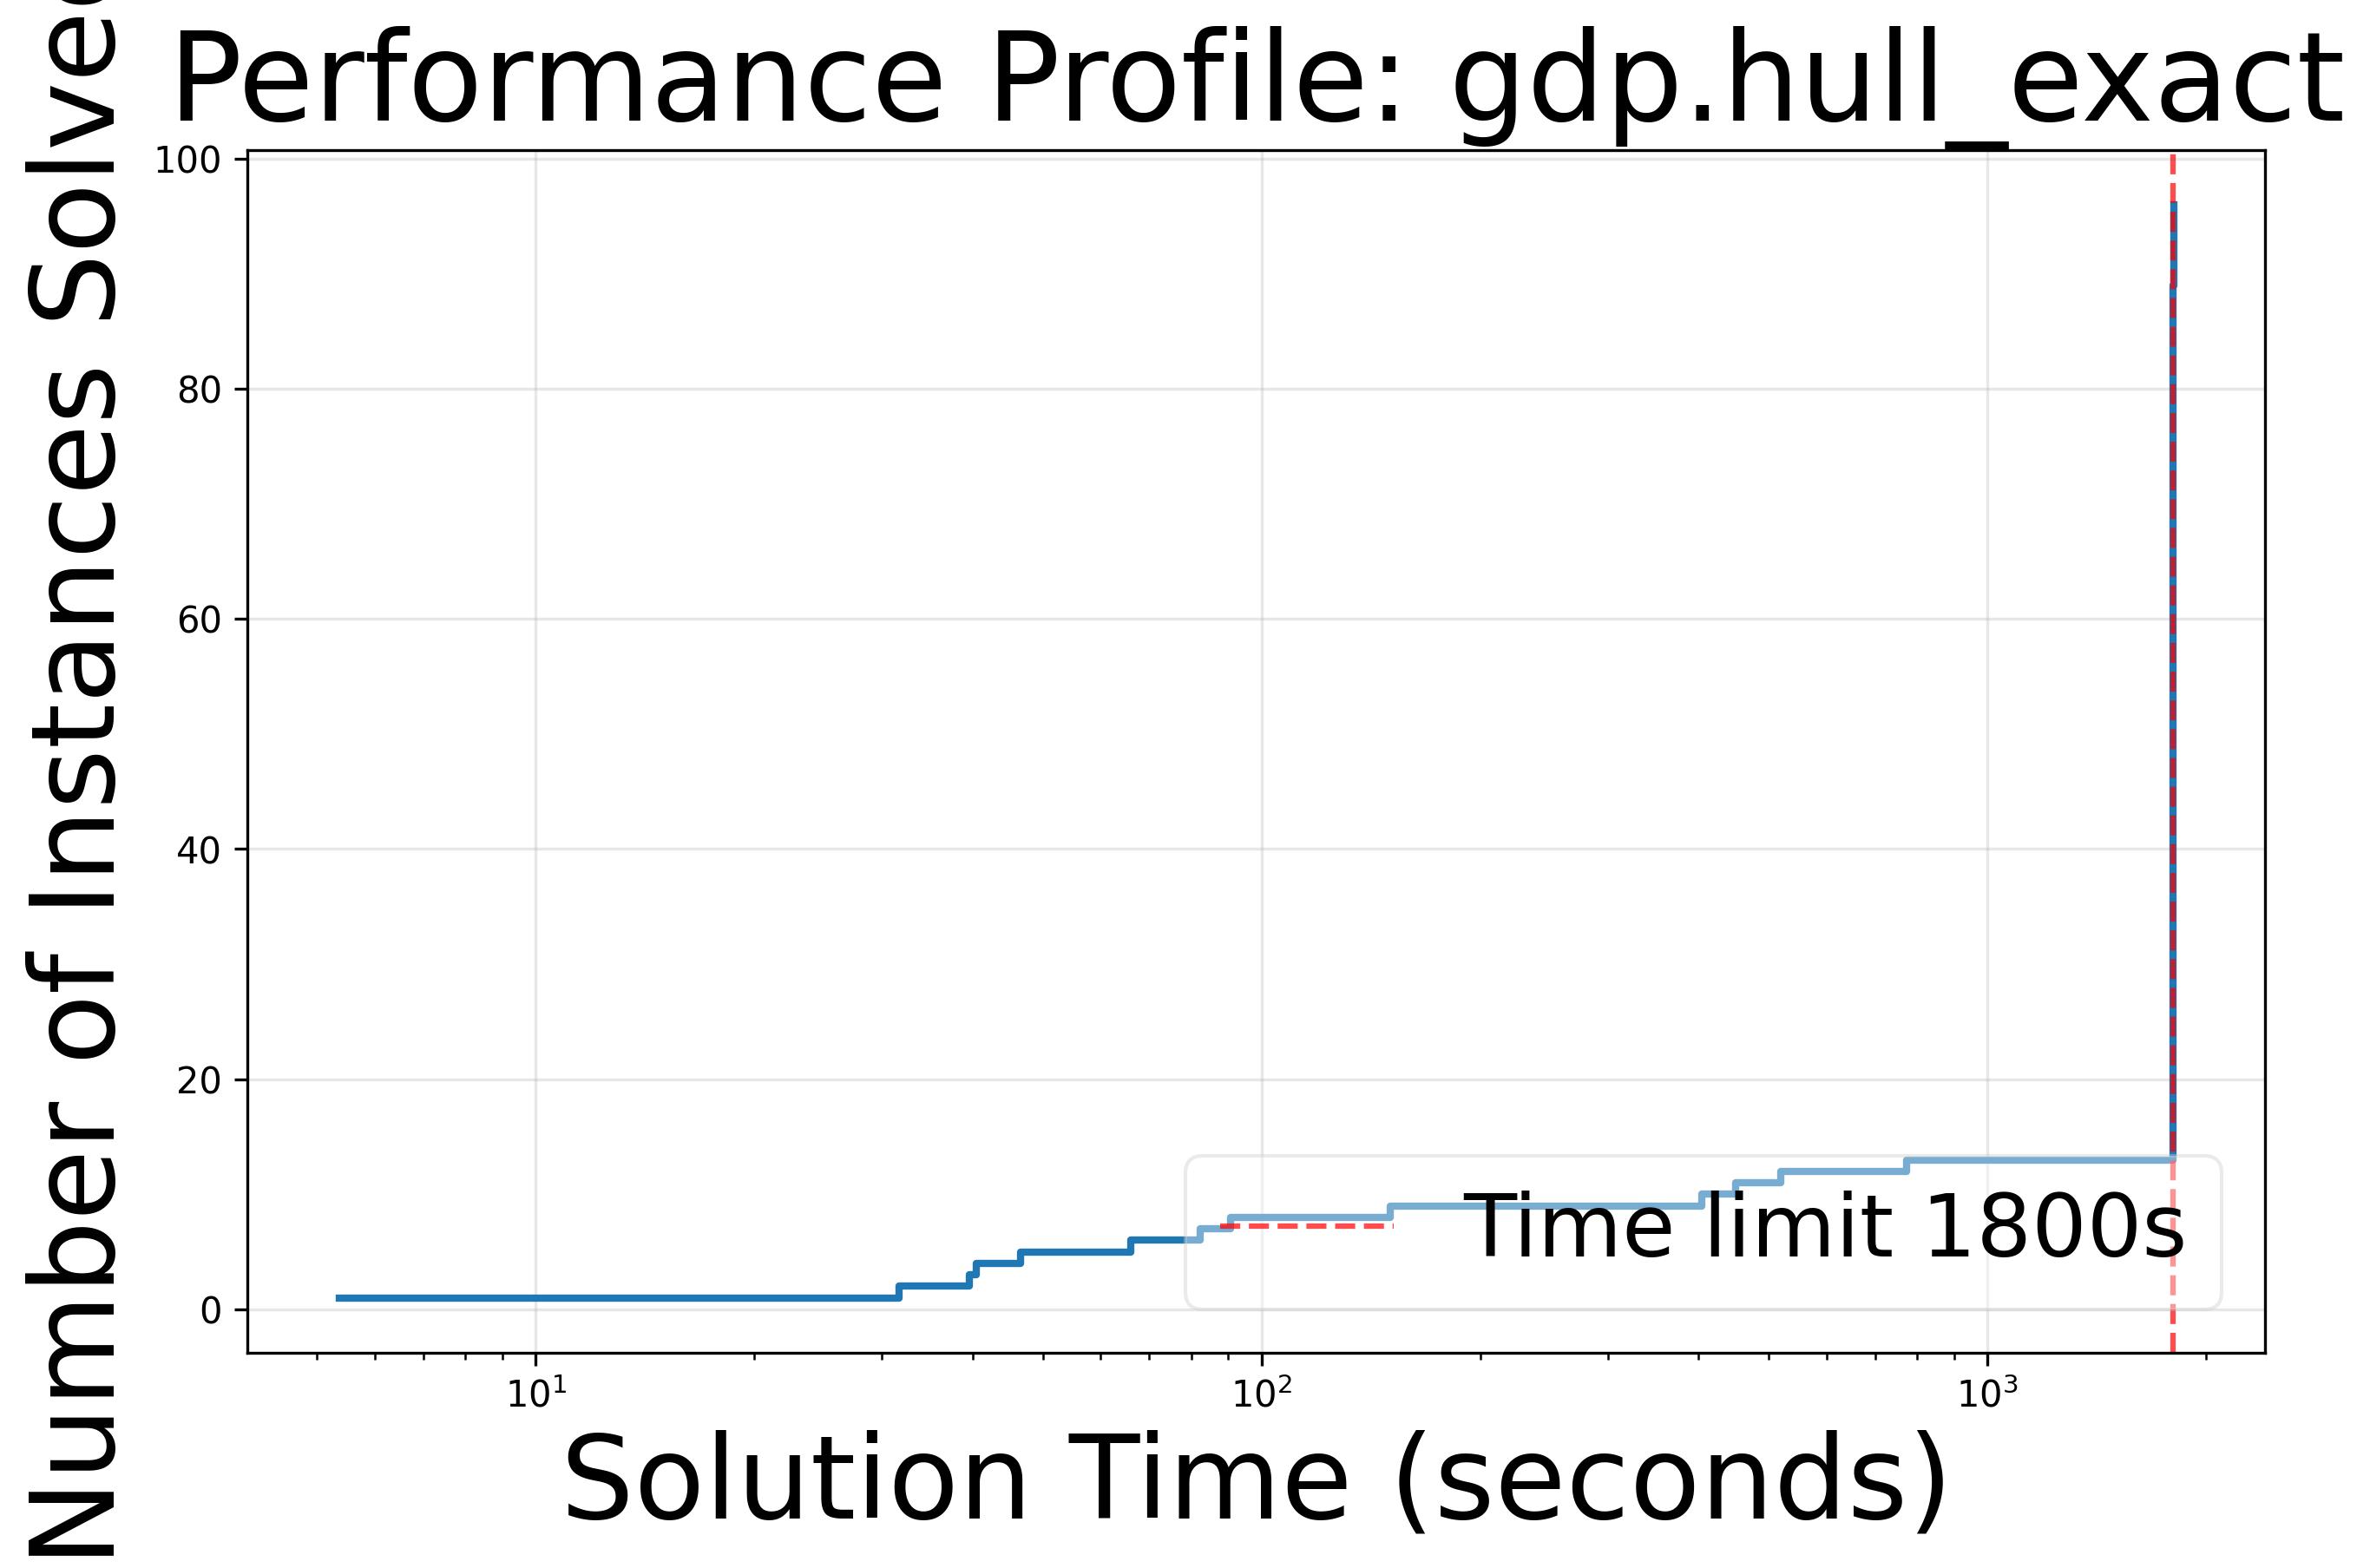 Performance Profile: gdp.hull_exact
Number of Instances Solve
100
80
60
40
20
0
Time limit 1800s
10¹ 10² 10³
Solution Time (seconds)